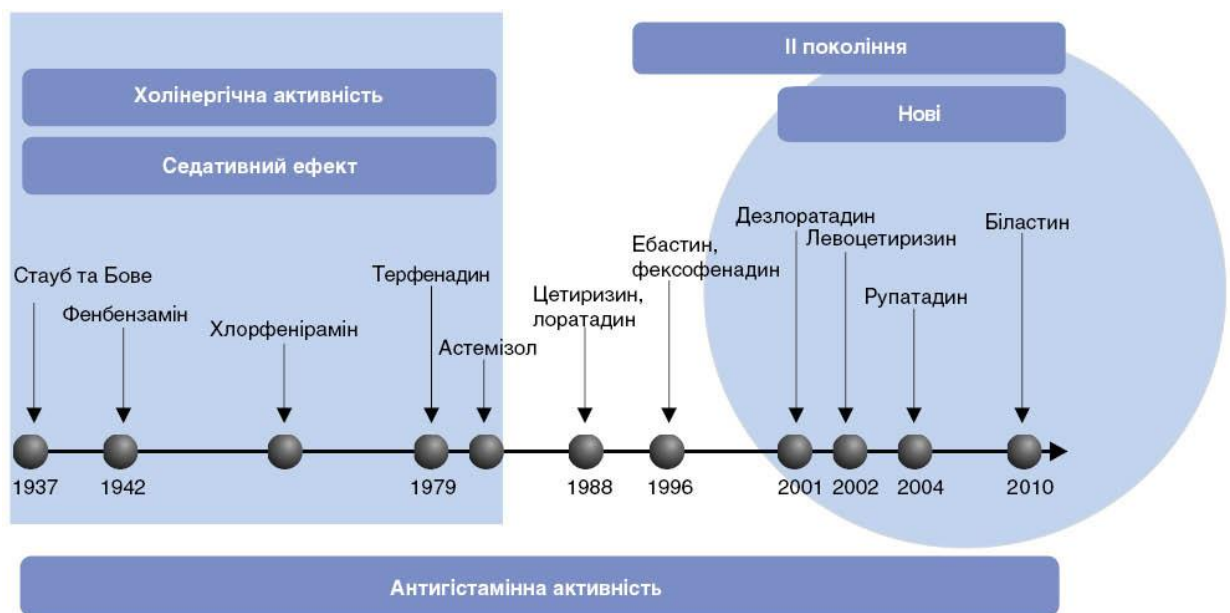 II покоління
Холінергічна активність
Нові
Седативний ефект
Стауб та Бове
Фенбензамін
Хлорфенірамін
Терфенадин
Астемізол
Цетиризин,
лоратадин
Ебастин,
фексофенадин
Дезлоратадин
Левоцетиризин
Рупатадин
Біластин
1937 1942 1979 1988 1996 2001 2002 2004 2010
Антигістамінна активність